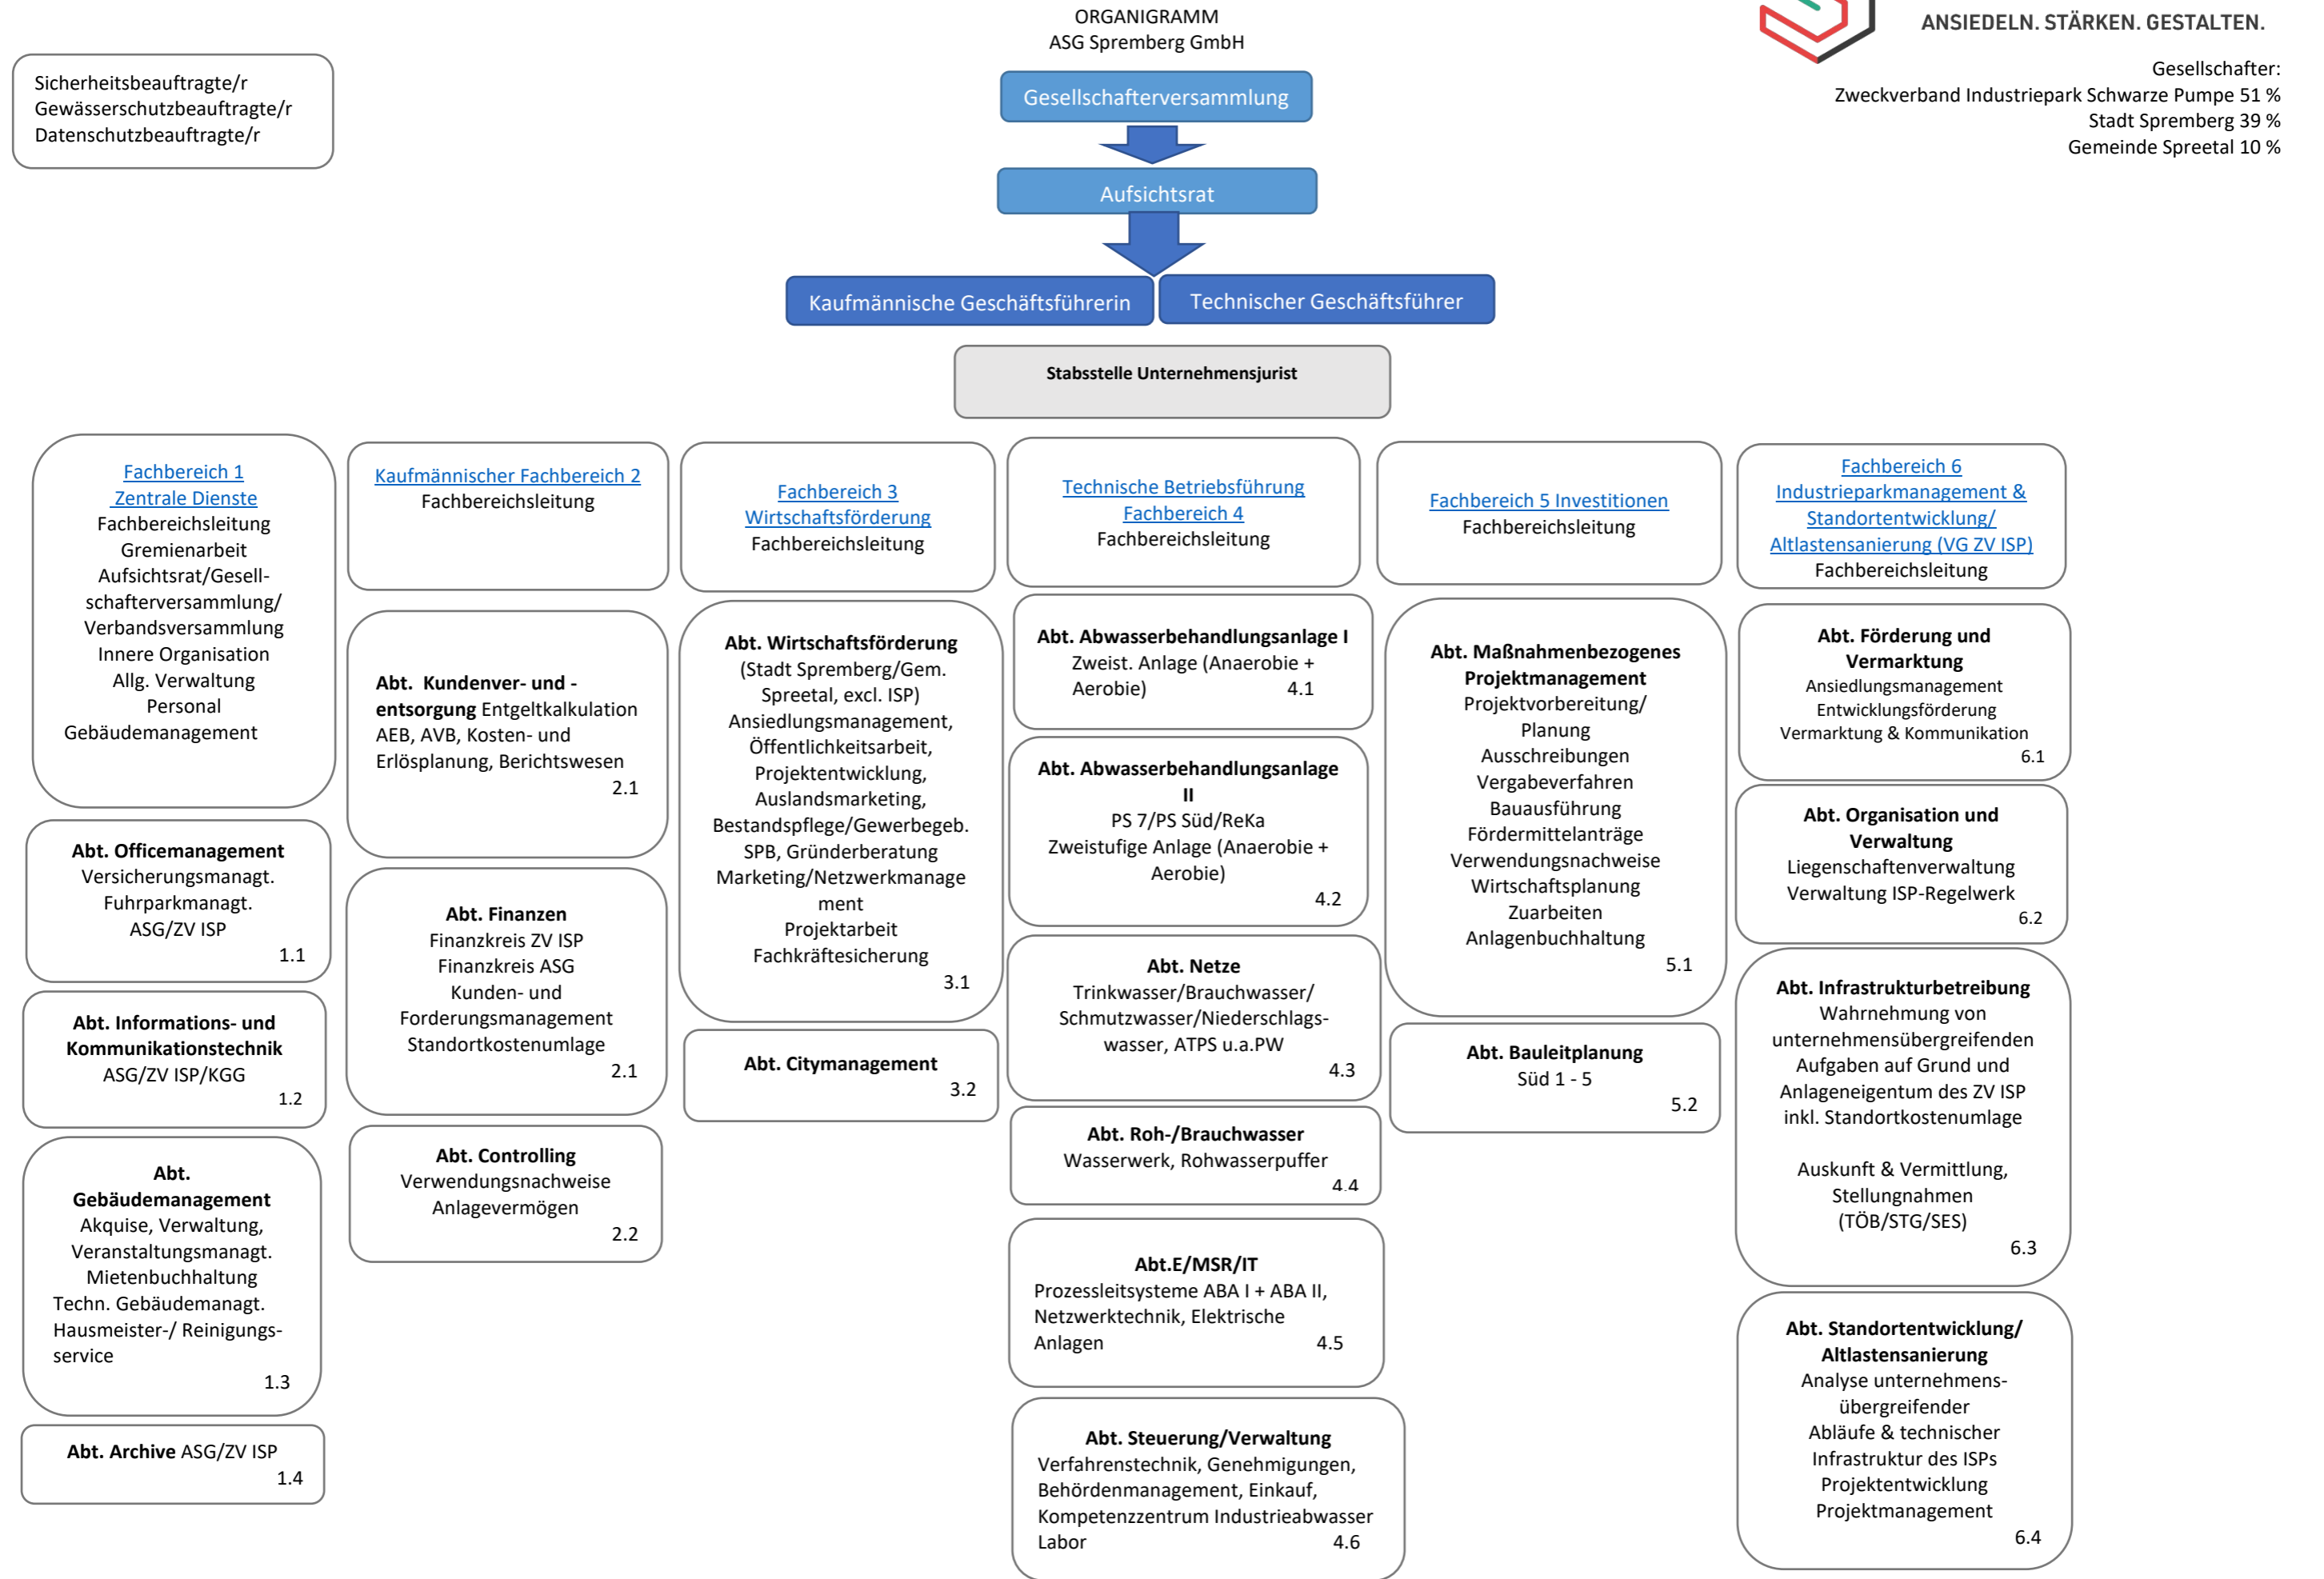 ORGANIGRAMM
ASG Spremberg GmbH
ANSIEDELN. STÄRKEN. GESTALTEN.
Gesellschafter:
Zweckverband Industriepark Schwarze Pumpe 51 %
Stadt Spremberg 39 %
Gemeinde Spreetal 10 %
Sicherheitsbeauftragte/r
Gewässerschutzbeauftragte/r
Datenschutzbeauftragte/r
Gesellschafterversammlung
Aufsichtsrat
Kaufmännische Geschäftsführerin
Technischer Geschäftsführer
Stabsstelle Unternehmensjurist
Fachbereich 1
Zentrale Dienste
Fachbereichsleitung
Gremienarbeit
Aufsichtsrat/Gesell-
schafterversammlung/
Verbandsversammlung
Innere Organisation
Allg. Verwaltung
Personal
Gebäudemanagement
Abt. Officemanagement
Versicherungsmanagt.
Fuhrparkmanagt.
ASG/ZV ISP
1.1
Abt. Informations- und
Kommunikationstechnik
ASG/ZV ISP/KGG
1.2
Abt.
Gebäudemanagement
Akquise, Verwaltung,
Veranstaltungsmanagt.
Mietenbuchhaltung
Techn. Gebäudemanagt.
Hausmeister-/ Reinigungs-
service
1.3
Abt. Archive ASG/ZV ISP
1.4
Kaufmännischer Fachbereich 2
Fachbereichsleitung
Abt. Kundenver- und -
entsorgung Entgeltkalkulation
AEB, AVB, Kosten- und
Erlösplanung, Berichtswesen
2.1
Abt. Finanzen
Finanzkreis ZV ISP
Finanzkreis ASG
Kunden- und
Forderungsmanagement
Standortkostenumlage
2.1
Abt. Controlling
Verwendungsnachweise
Anlagevermögen
2.2
Fachbereich 3
Wirtschaftsförderung
Fachbereichsleitung
Abt. Wirtschaftsförderung
(Stadt Spremberg/Gem.
Spreetal, excl. ISP)
Ansiedlungsmanagement,
Öffentlichkeitsarbeit,
Projektentwicklung,
Auslandsmarketing,
Bestandspflege/Gewerbegeb.
SPB, Gründerberatung
Marketing/Netzwerkmanage
ment
Projektarbeit
Fachkräftesicherung
3.1
Abt. Citymanagement
3.2
Technische Betriebsführung
Fachbereich 4
Fachbereichsleitung
Abt. Abwasserbehandlungsanlage I
Zweist. Anlage (Anaerobie +
Aerobie) 4.1
Abt. Abwasserbehandlungsanlage
II
PS 7/PS Süd/ReKa
Zweistufige Anlage (Anaerobie +
Aerobie)
4.2
Abt. Netze
Trinkwasser/Brauchwasser/
Schmutzwasser/Niederschlags-
wasser, ATPS u.a.PW
4.3
Abt. Roh-/Brauchwasser
Wasserwerk, Rohwasserpuffer
4.4
Abt.E/MSR/IT
Prozessleitsysteme ABA I + ABA II,
Netzwerktechnik, Elektrische
Anlagen 4.5
Abt. Steuerung/Verwaltung
Verfahrenstechnik, Genehmigungen,
Behördenmanagement, Einkauf,
Kompetenzzentrum Industrieabwasser
Labor 4.6
Fachbereich 5 Investitionen
Fachbereichsleitung
Abt. Maßnahmenbezogenes
Projektmanagement
Projektvorbereitung/
Planung
Ausschreibungen
Vergabeverfahren
Bauausführung
Fördermittelanträge
Verwendungsnachweise
Wirtschaftsplanung
Zuarbeiten
Anlagenbuchhaltung
5.1
Abt. Bauleitplanung
Süd 1 - 5
5.2
Fachbereich 6
Industrieparkmanagement &
Standortentwicklung/
Altlastensanierung (VG ZV ISP)
Fachbereichsleitung
Abt. Förderung und
Vermarktung
Ansiedlungsmanagement
Entwicklungsförderung
Vermarktung & Kommunikation
6.1
Abt. Organisation und
Verwaltung
Liegenschaftenverwaltung
Verwaltung ISP-Regelwerk
6.2
Abt. Infrastrukturbetreibung
Wahrnehmung von
unternehmensübergreifenden
Aufgaben auf Grund und
Anlageneigentum des ZV ISP
inkl. Standortkostenumlage
Auskunft & Vermittlung,
Stellungnahmen
(TÖB/STG/SES)
6.3
Abt. Standortentwicklung/
Altlastensanierung
Analyse unternehmens-
übergreifender
Abläufe & technischer
Infrastruktur des ISPs
Projektentwicklung
Projektmanagement
6.4